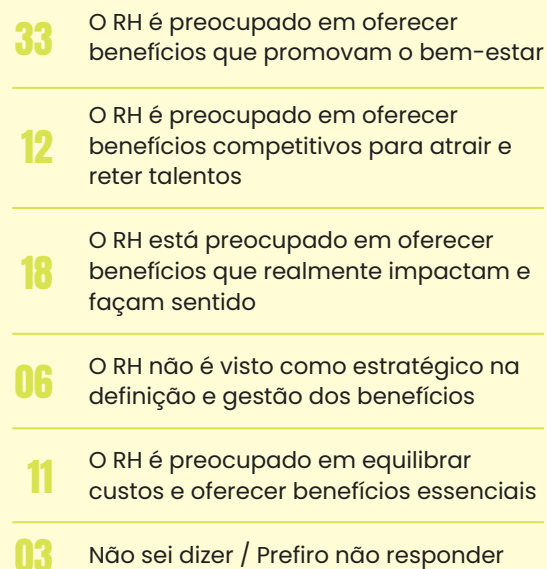 33
O RH é preocupado em oferecer
benefícios que promovam o bem-estar
12
O RH é preocupado em oferecer
benefícios competitivos para atrair e
reter talentos
18
O RH está preocupado em oferecer
benefícios que realmente impactam e
façam sentido
06
O RH não é visto como estratégico na
definição e gestão dos benefícios
11
O RH é preocupado em equilibrar
custos e oferecer benefícios essenciais
03
Não sei dizer / Prefiro não responder